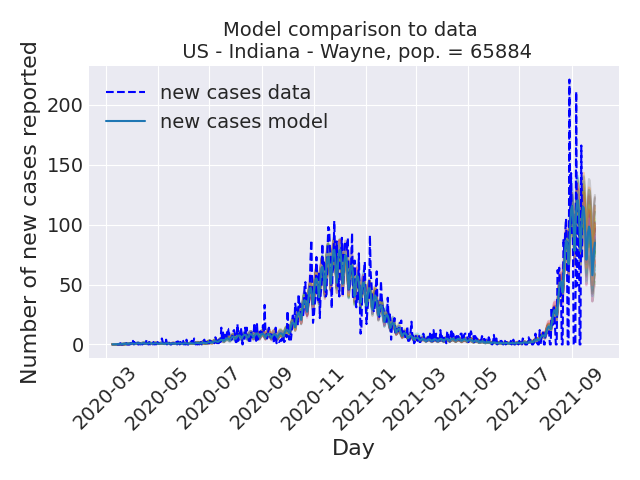 Model comparison to data
US - Indiana - Wayne, pop. = 65884
Number of new cases reported
200
150
100
50
0
new cases data
new cases model
2020-03
2020-05
2020-07
2020-09
2020-11
2021-01
2021-03
2021-05
2021-07
2021-09
Day